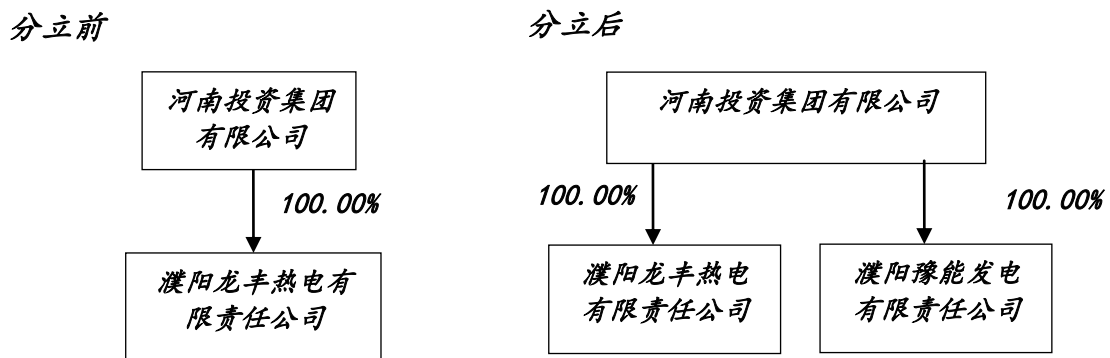 分立前
河南投资集团
有限公司
100.00%
濮阳龙丰热电有
限责任公司
分立后
河南投资集团有限公司
100.00%
100.00%
濮阳龙丰热电
有限责任公司
濮阳豫能发电
有限责任公司